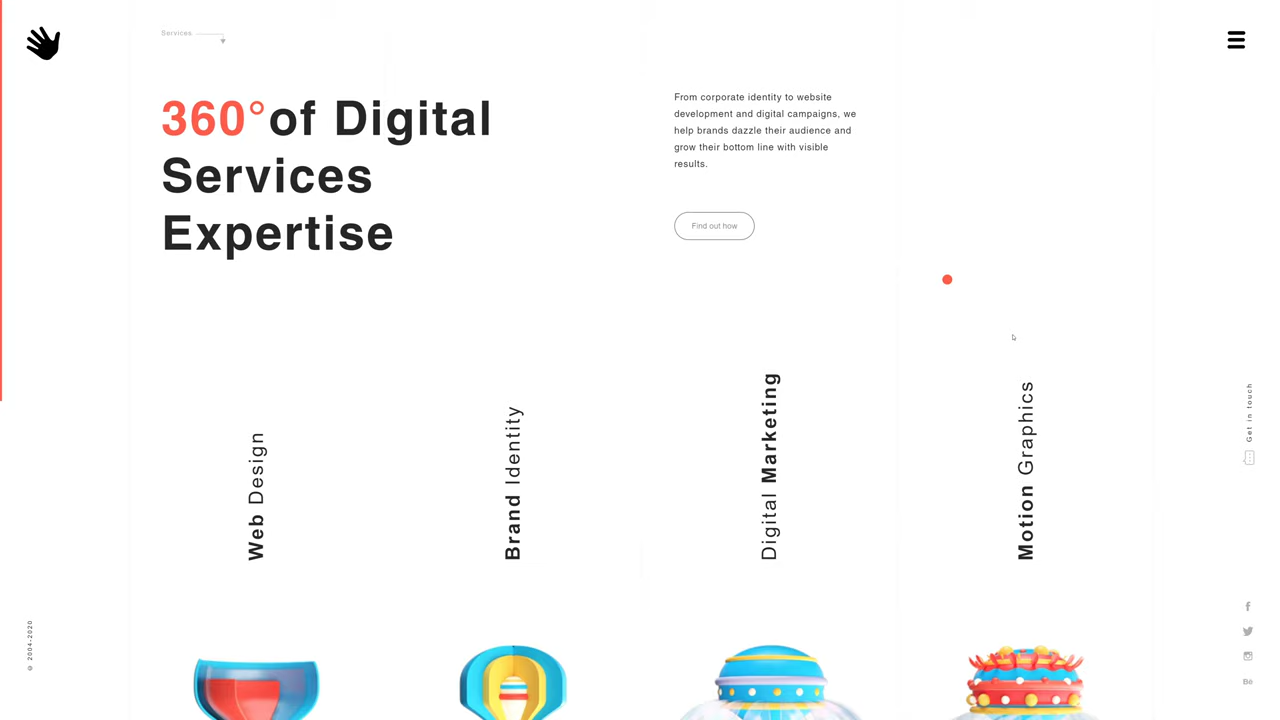 Services
360°of Digital
Services
Expertise
From corporate identity to website
development and digital campaigns, we
help brands dazzle their audience and
grow their bottom line with visible
results.
Find out how
Web Design
Brand Identity
Digital Marketing
Motion Graphics
Get in touch
© 2004-2020
Bē